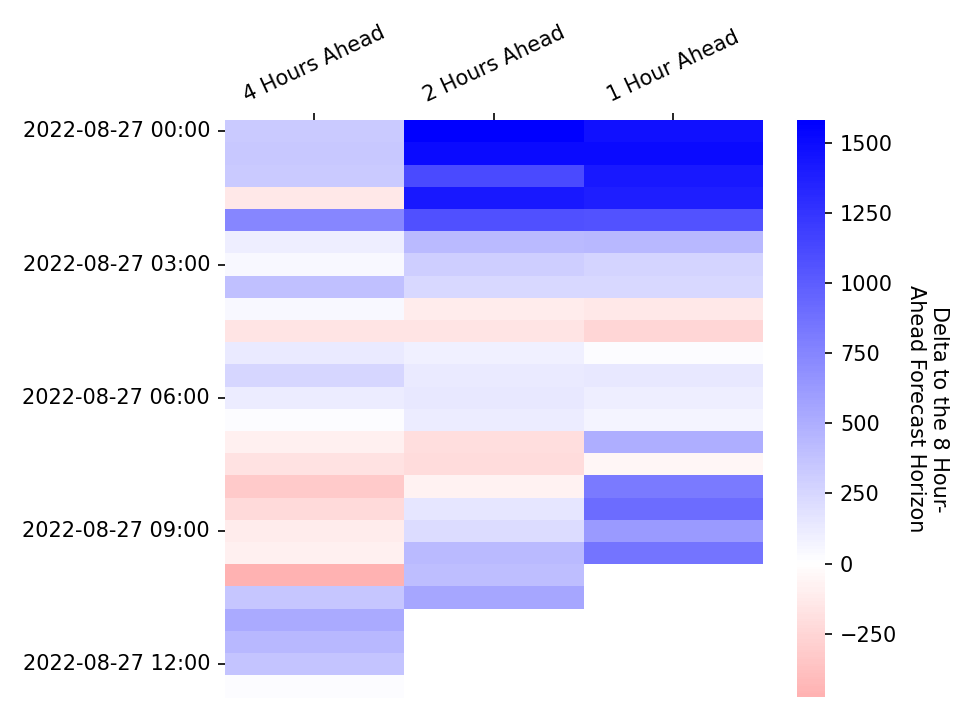 4 Hours Ahead
2 Hours Ahead
1 Hour Ahead
2022-08-27 00:00
2022-08-27 03:00
2022-08-27 06:00
2022-08-27 09:00
2022-08-27 12:00
1500
1250
1000
750
500
250
0
−250
Delta to the 8 Hour-
Ahead Forecast Horizon